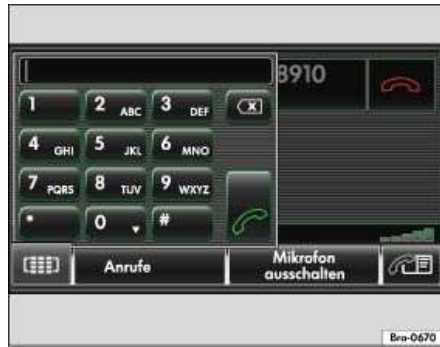 8910
1
2 ABC
3 DEF
4 GHI
5 JKL
6 MNO
7 PQRS
8 TUV
9 WXYZ
*
0
#
Anrufe
Mikrofon
ausschalten
Bra-0670